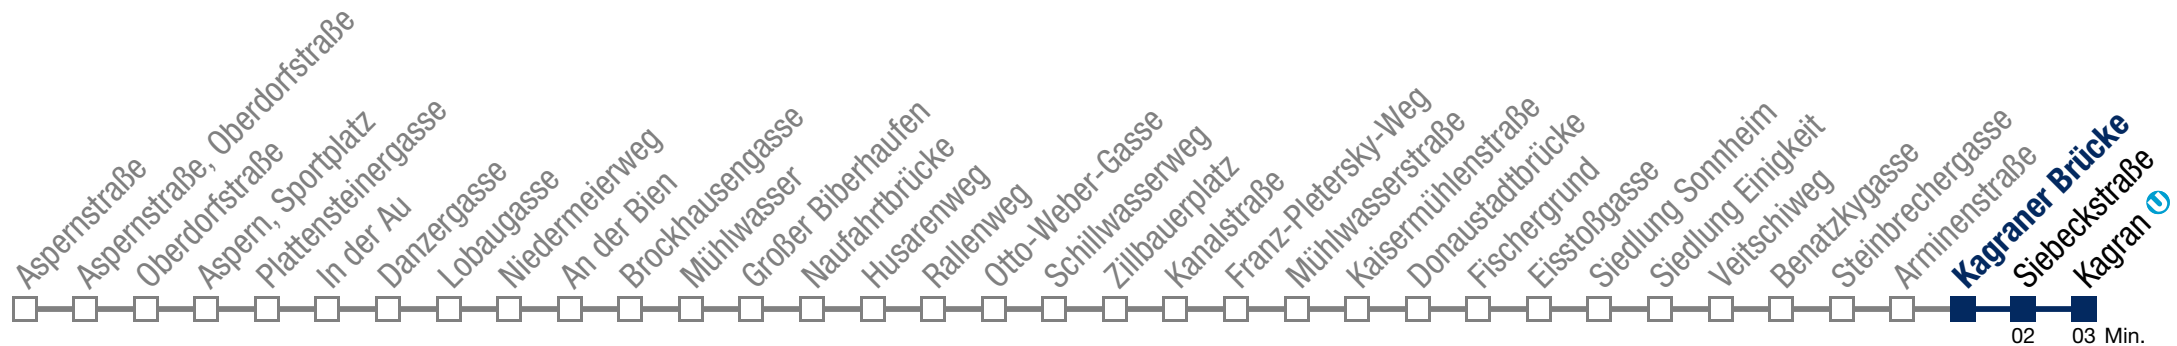 Aspernstraße
Aspernstraße, Oberdorfstraße
Oberdorfstraße
Aspern, Sportplatz
Plattensteinergasse
In der Au
Danzergasse
Lobaugasse
Niedermeierweg
An der Bien
Brockhausengasse
Mühlwasser
Großer Biberhaufen
Naufahrtbrücke
Husarenweg
Rallenweg
Otto-Weber-Gasse
Schillwasserweg
Zillbauerplatz
Kanalstraße
Franz-Pletersky-Weg
Mühlwasserstraße
Kaisermühlenstraße
Donaustadtbrücke
Fischergrund
Eisstoßgasse
Siedlung Sonnheim
Siedlung Einigkeit
Veitschiweg
Benatzkygasse
Steinbrechergasse
Arminenstraße
Kagraner Brücke
Siebeckstraße
Kagran U
02 03 Min.